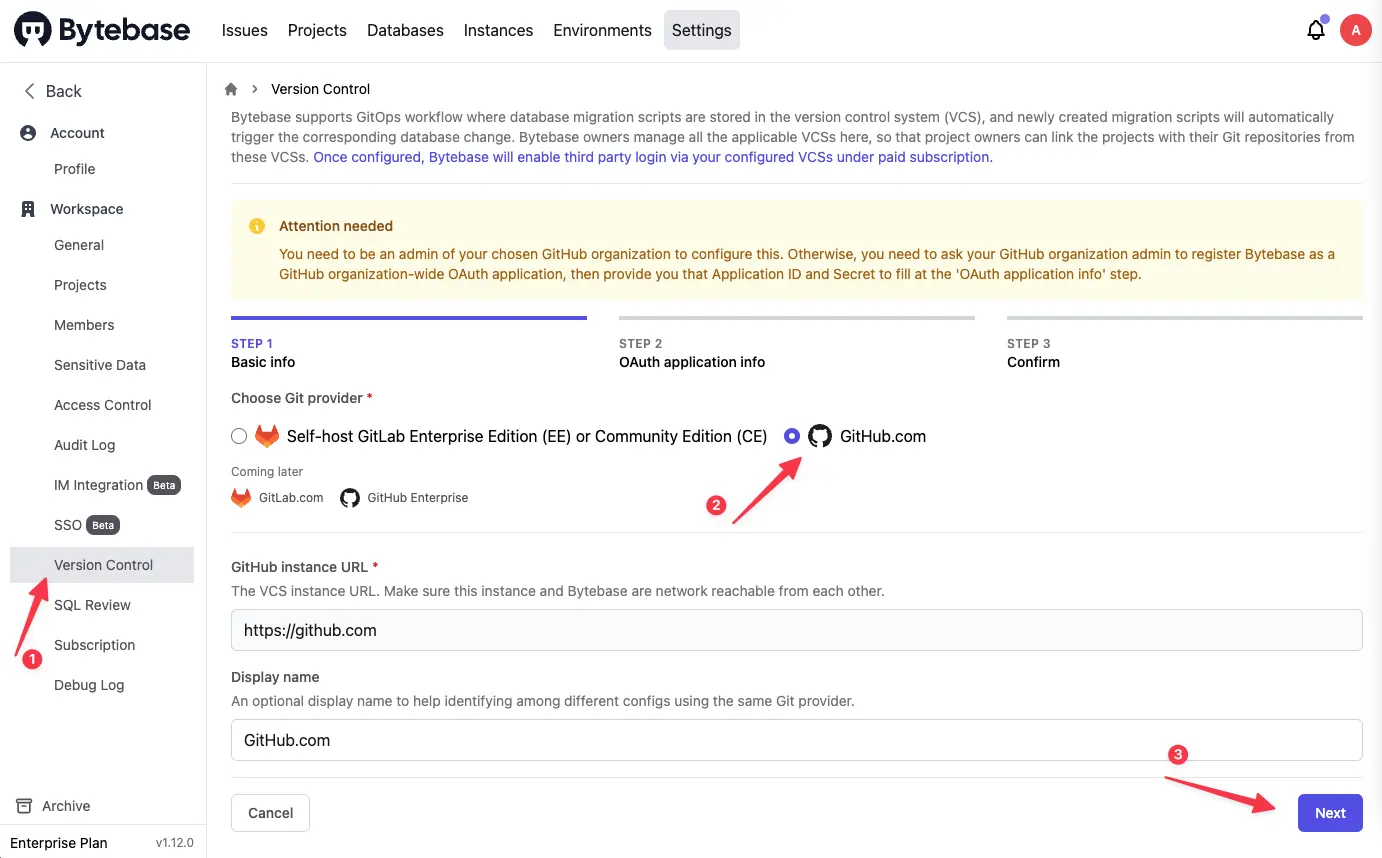 Bytebase
Issues Projects Databases Instances Environments Settings
A
Back
Account
Profile
Workspace
General
Projects
Members
Sensitive Data
Access Control
Audit Log
IM Integration Beta
SSO Beta
Version Control
SQL Review
1
Subscription
Debug Log
Archive
Enterprise Plan v1.12.0
Version Control
Bytebase supports GitOps workflow where database migration scripts are stored in the version control system (VCS), and newly created migration scripts will automatically
trigger the corresponding database change. Bytebase owners manage all the applicable VCSs here, so that project owners can link the projects with their Git repositories from
these VCSs. Once configured, Bytebase will enable third party login via your configured VCSs under paid subscription.
Attention needed
You need to be an admin of your chosen GitHub organization to configure this. Otherwise, you need to ask your GitHub organization admin to register Bytebase as a
GitHub organization-wide OAuth application, then provide you that Application ID and Secret to fill at the 'OAuth application info' step.
STEP 1
Basic info
STEP 2
OAuth application info
STEP 3
Confirm
Choose Git provider *
Self-host GitLab Enterprise Edition (EE) or Community Edition (CE) GitHub.com
Coming later
GitLab.com GitHub Enterprise
2
GitHub instance URL *
The VCS instance URL. Make sure this instance and Bytebase are network reachable from each other.
https://github.com
Display name
An optional display name to help identifying among different configs using the same Git provider.
GitHub.com
3
Cancel Next